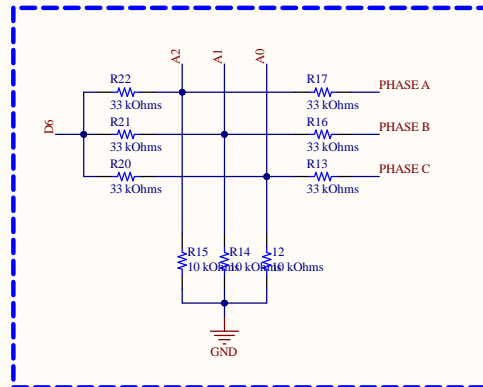 A2 A1 A0
R22 R17
33 kOhms 33 kOhms PHASE A
D6
R21 R16
33 kOhms 33 kOhms PHASE B
R20 R13
33 kOhms 33 kOhms PHASE C
R15 R14 12
10 kOhms 10 kOhms 10 kOhms
GND